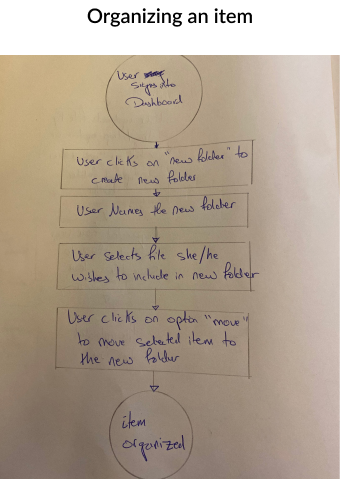 Organizing an item
User
Signs into
Dashboard
User clicks on "new folder" to
create new folder
User Names the new folder
User selects file she/he
wishes to include in new folder
User clicks on option "move"
to move selected item to
the new folder
item
organized